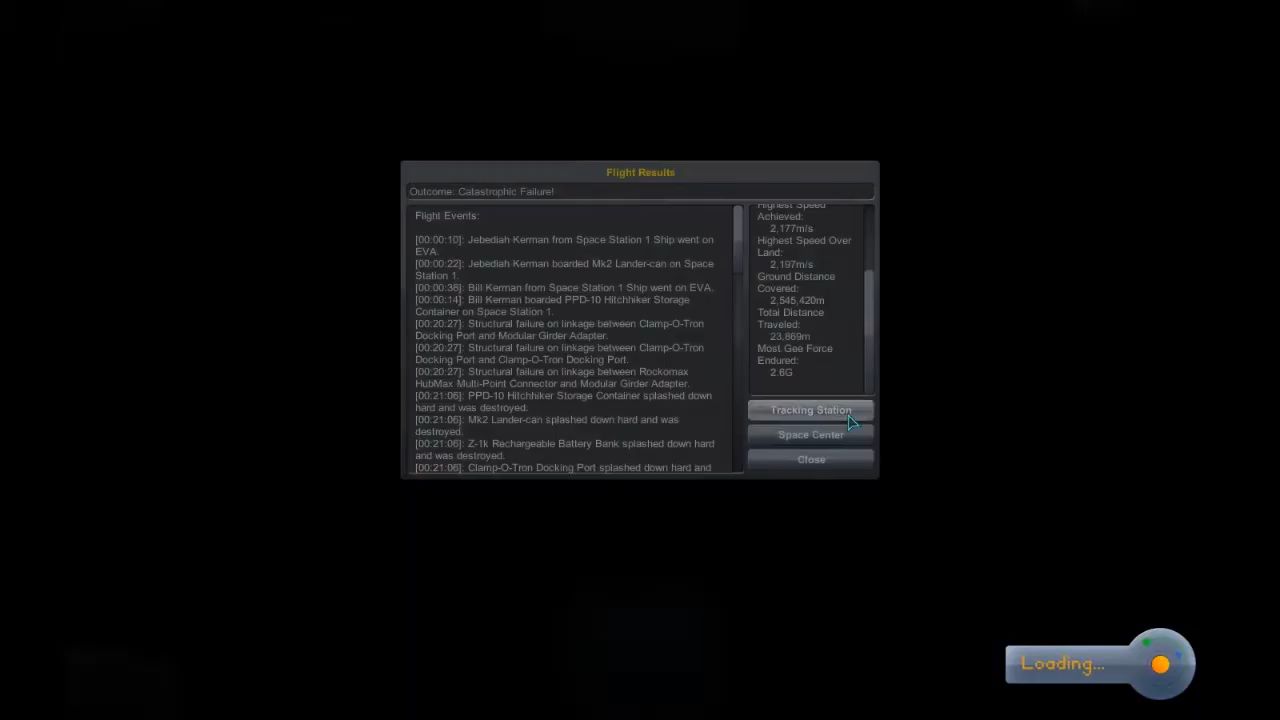 Flight Results
Outcome: Catastrophic Failure!
Flight Events:
[00:00:10]: Jebediah Kerman from Space Station 1 Ship went on
EVA.
[00:00:22]: Jebediah Kerman boarded Mk2 Lander-can on Space
Station 1.
[00:00:36]: Bill Kerman from Space Station 1 Ship went on EVA.
[00:00:14]: Bill Kerman boarded PPD-10 Hitchhiker Storage
Container on Space Station 1.
[00:20:27]: Structural failure on linkage between Clamp-O-Tron
Docking Port and Modular Girder Adapter.
[00:20:27]: Structural failure on linkage between Clamp-O-Tron
Docking Port and Clamp-O-Tron Docking Port.
[00:20:27]: Structural failure on linkage between Rockomax
HubMax Multi-Point Connector and Modular Girder Adapter.
[00:21:06]: PPD-10 Hitchhiker Storage Container splashed down
hard and was destroyed.
[00:21:06]: Mk2 Lander-can splashed down hard and was
destroyed.
[00:21:06]: Z-1k Rechargeable Battery Bank splashed down hard
and was destroyed.
[00:21:06]: Clamp-O-Tron Docking Port splashed down hard and
Highest Speed
Achieved:
2,177m/s
Highest Speed Over
Land:
2,197m/s
Ground Distance
Covered:
2,545,420m
Total Distance
Traveled:
23,869m
Most Gee Force
Endured:
2.6G
Tracking Station
Space Center
Close
Loading...